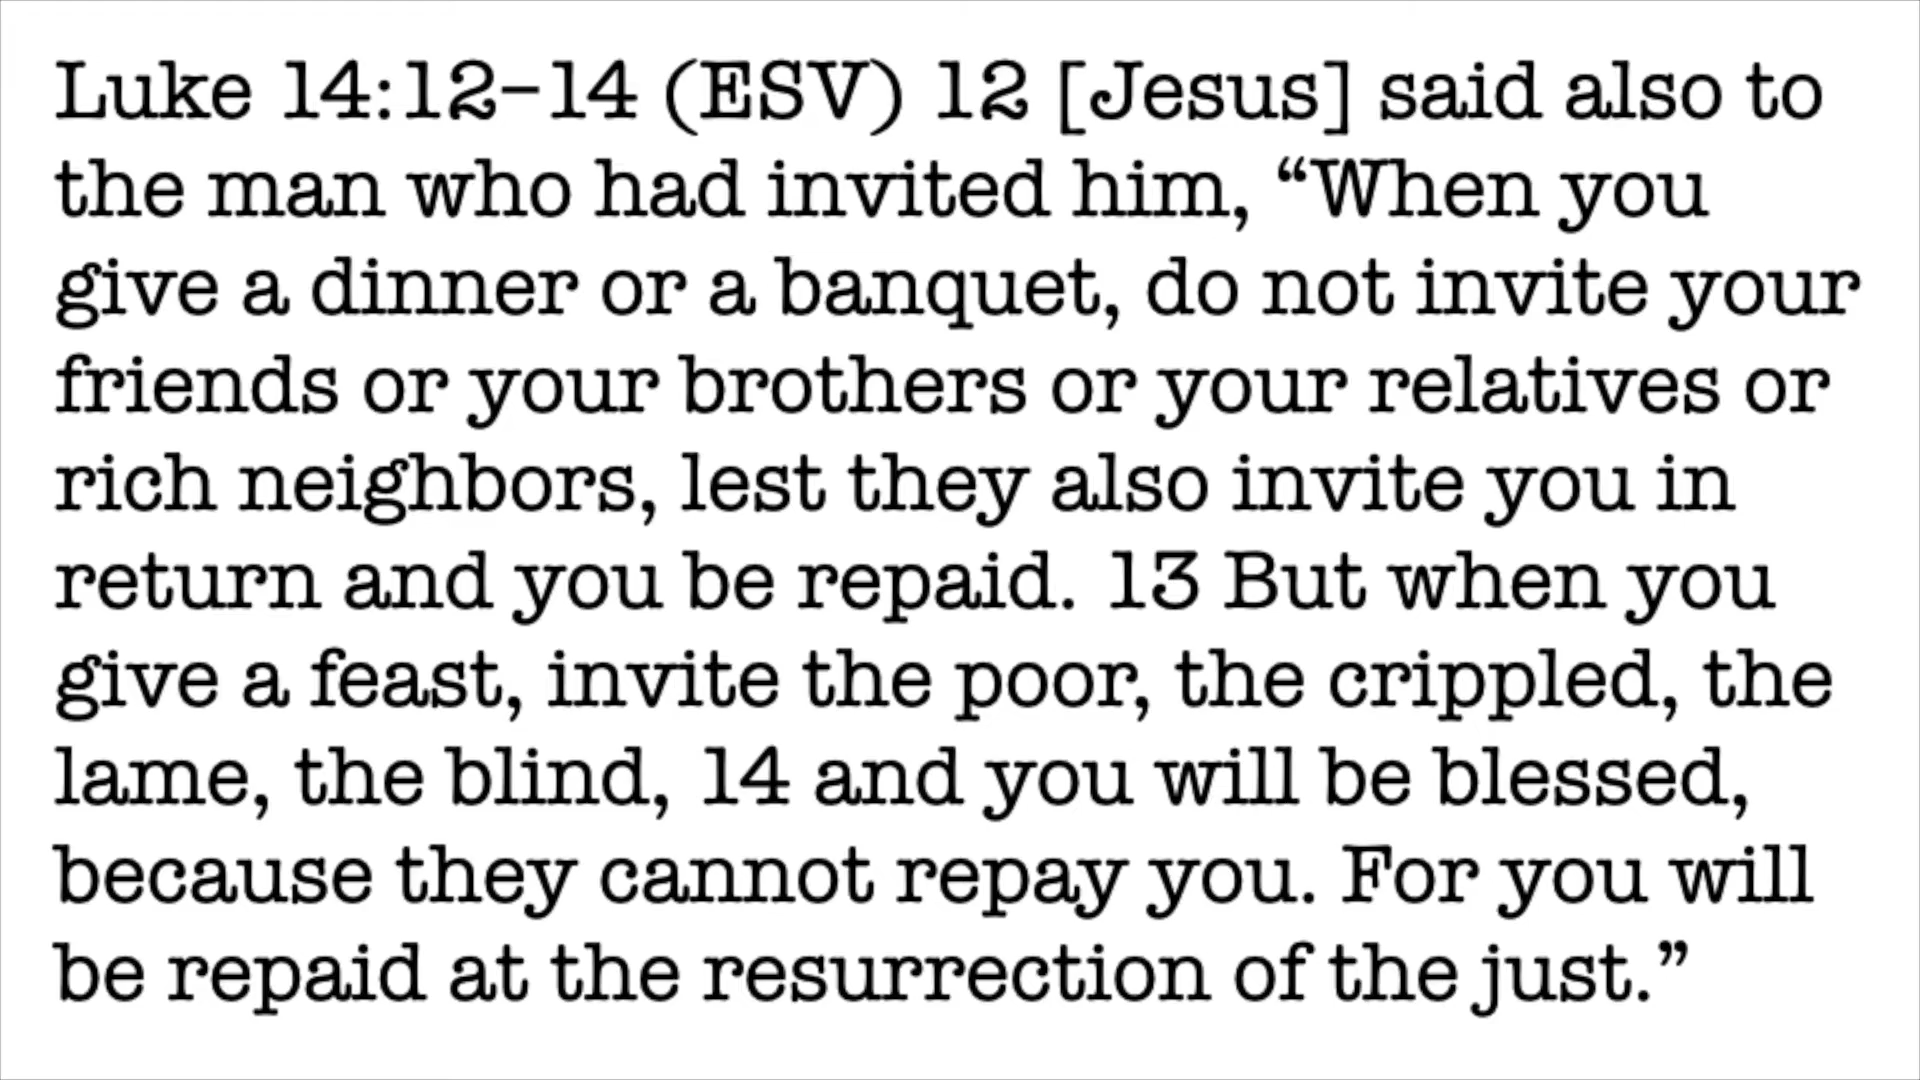 Luke 14:12–14 (ESV) 12 [Jesus] said also to
the man who had invited him, “When you
give a dinner or a banquet, do not invite your
friends or your brothers or your relatives or
rich neighbors, lest they also invite you in
return and you be repaid. 13 But when you
give a feast, invite the poor, the crippled, the
lame, the blind, 14 and you will be blessed,
because they cannot repay you. For you will
be repaid at the resurrection of the just.”